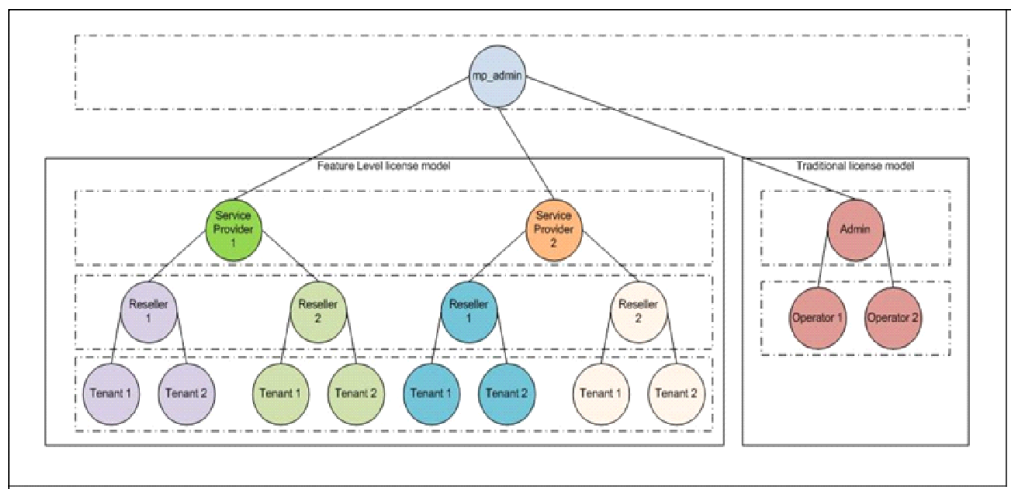 mp_admin
Feature Level license model
Traditional license model
Service
Provider
1
Service
Provider
2
Admin
Reseller
1
Reseller
2
Reseller
1
Reseller
2
Operator 1
Operator 2
Tenant 1
Tenant 2
Tenant 1
Tenant 2
Tenant 1
Tenant 2
Tenant 1
Tenant 2